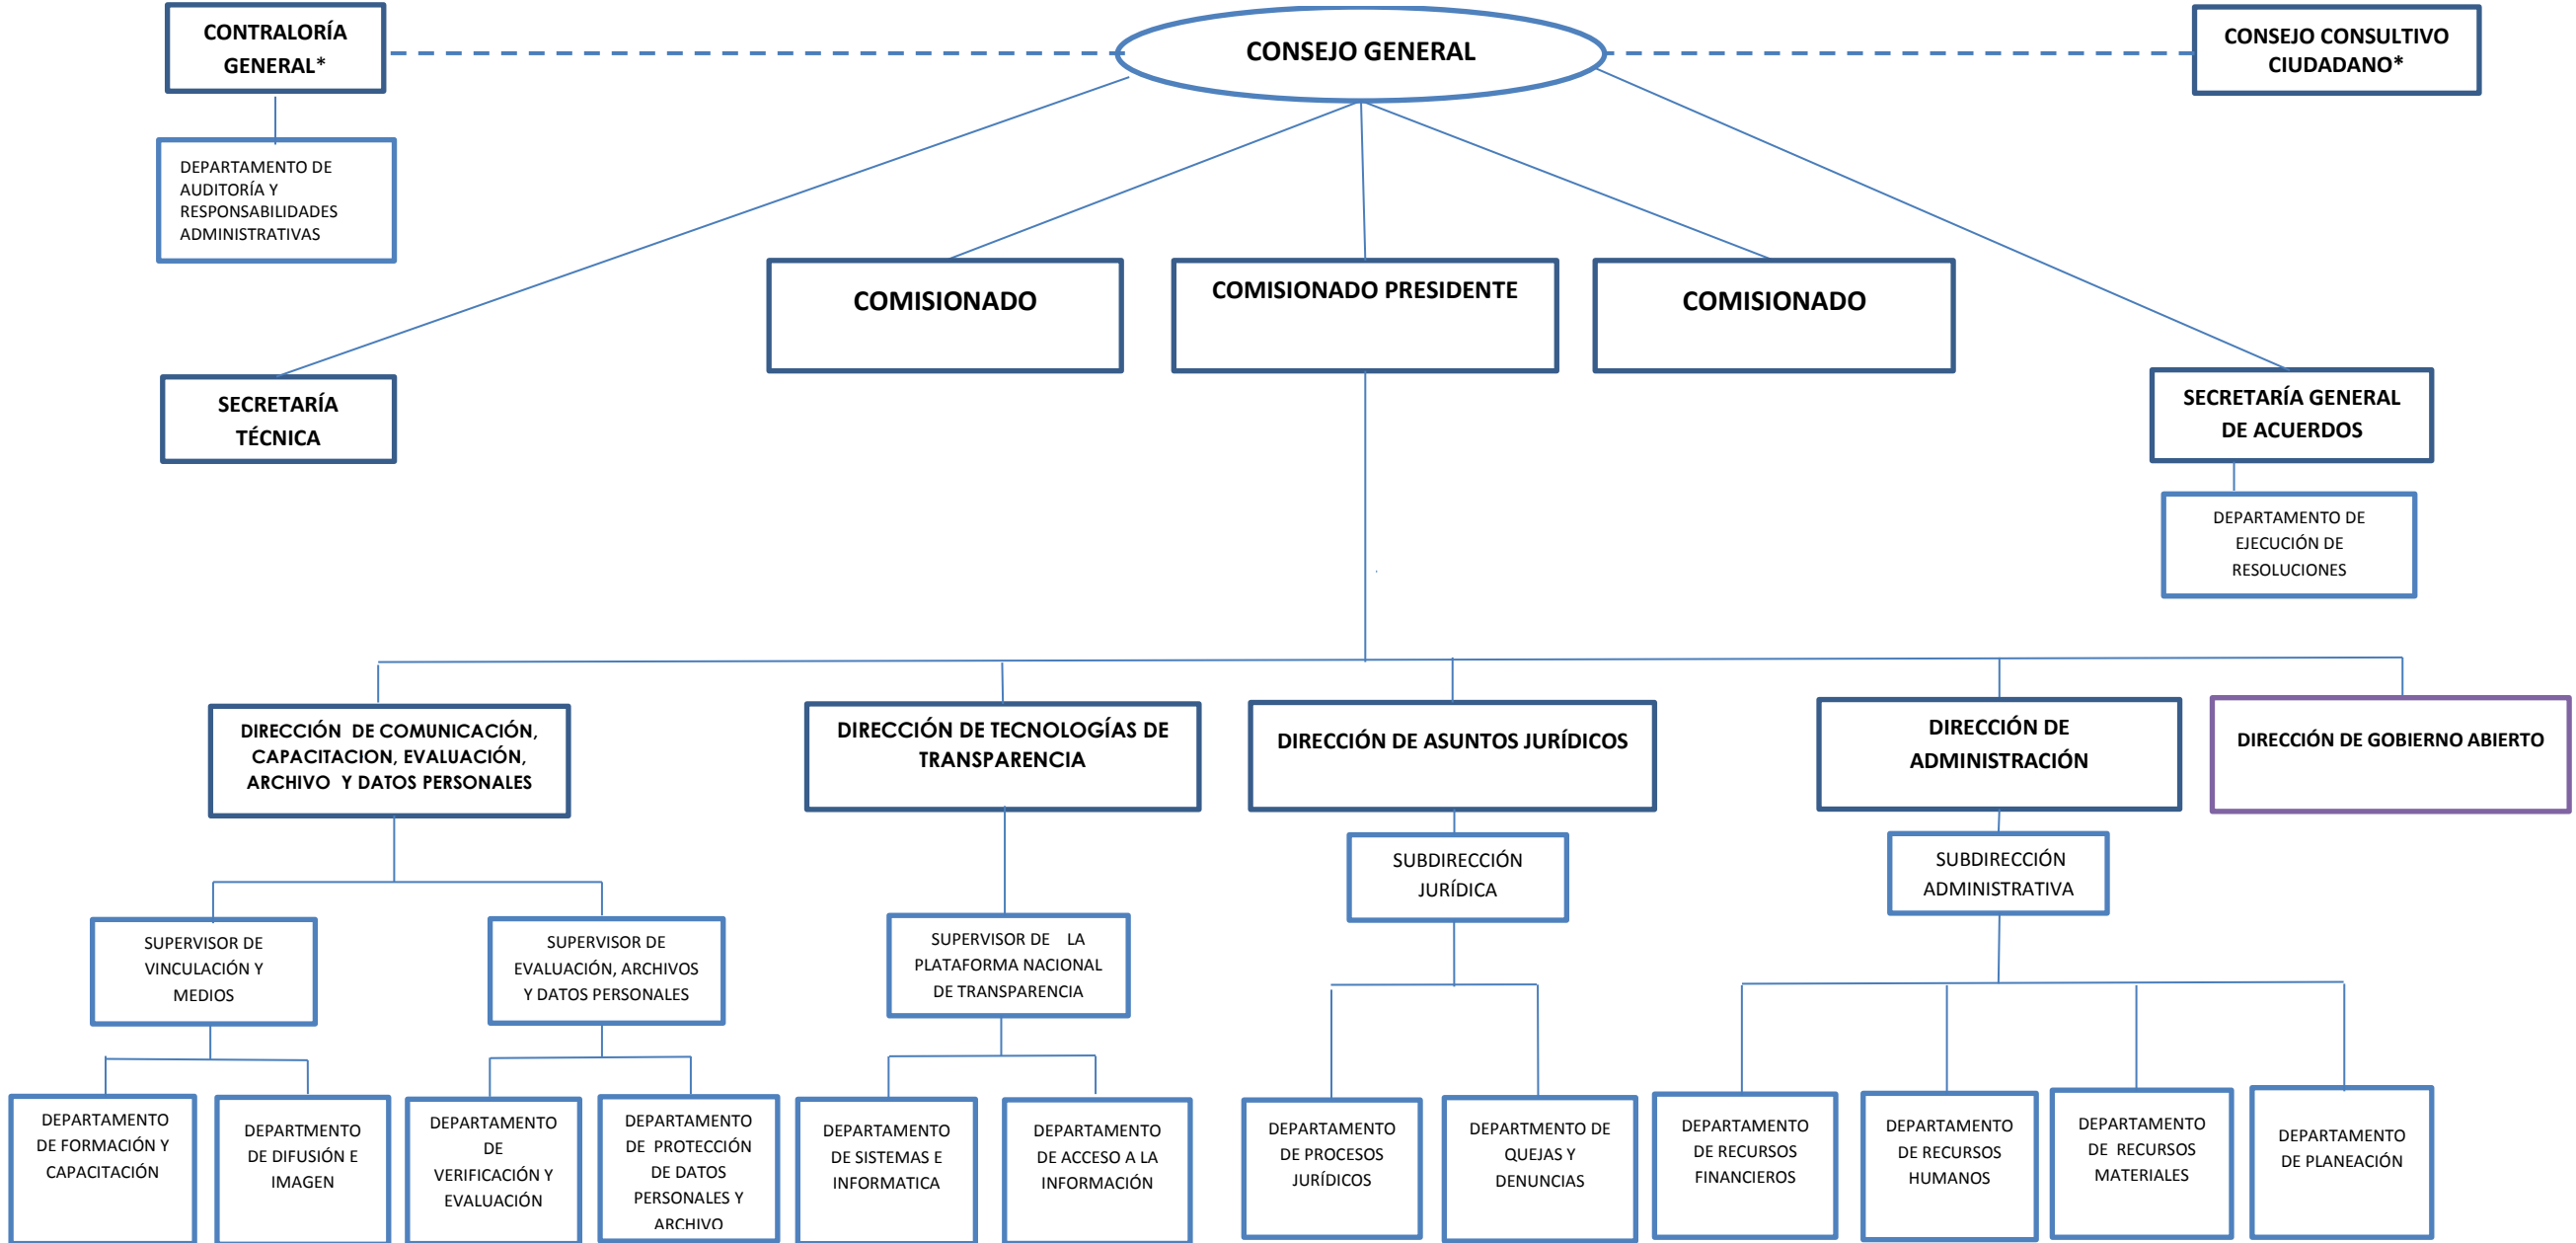 CONTRALORÍA
GENERAL*
CONSEJO GENERAL
CONSEJO CONSULTIVO
CIUDADANO*
DEPARTAMENTO DE
AUDITORÍA Y
RESPONSABILIDADES
ADMINISTRATIVAS
COMISIONADO
COMISIONADO PRESIDENTE
COMISIONADO
SECRETARÍA
TÉCNICA
SECRETARÍA GENERAL
DE ACUERDOS
DEPARTAMENTO DE
EJECUCIÓN DE
RESOLUCIONES
DIRECCIÓN DE COMUNICACIÓN,
CAPACITACION, EVALUACIÓN,
ARCHIVO Y DATOS PERSONALES
DIRECCIÓN DE TECNOLOGÍAS DE
TRANSPARENCIA
DIRECCIÓN DE ASUNTOS JURÍDICOS
DIRECCIÓN DE
ADMINISTRACIÓN
DIRECCIÓN DE GOBIERNO ABIERTO
SUBDIRECCIÓN
JURÍDICA
SUBDIRECCIÓN
ADMINISTRATIVA
SUPERVISOR DE
VINCULACIÓN Y
MEDIOS
SUPERVISOR DE
EVALUACIÓN, ARCHIVOS
Y DATOS PERSONALES
SUPERVISOR DE LA
PLATAFORMA NACIONAL
DE TRANSPARENCIA
DEPARTAMENTO
DE FORMACIÓN Y
CAPACITACIÓN
DEPARTMENTO
DE DIFUSIÓN E
IMAGEN
DEPARTAMENTO
DE
VERIFICACIÓN Y
EVALUACIÓN
DEPARTAMENTO
DE PROTECCIÓN
DE DATOS
PERSONALES Y
ARCHIVO
DEPARTAMENTO
DE SISTEMAS E
INFORMATICA
DEPARTAMENTO
DE ACCESO A LA
INFORMACIÓN
DEPARTAMENTO
DE PROCESOS
JURÍDICOS
DEPARTMENTO DE
QUEJAS Y
DENUNCIAS
DEPARTAMENTO
DE RECURSOS
FINANCIEROS
DEPARTAMENTO
DE RECURSOS
HUMANOS
DEPARTAMENTO
DE RECURSOS
MATERIALES
DEPARTAMENTO
DE PLANEACIÓN